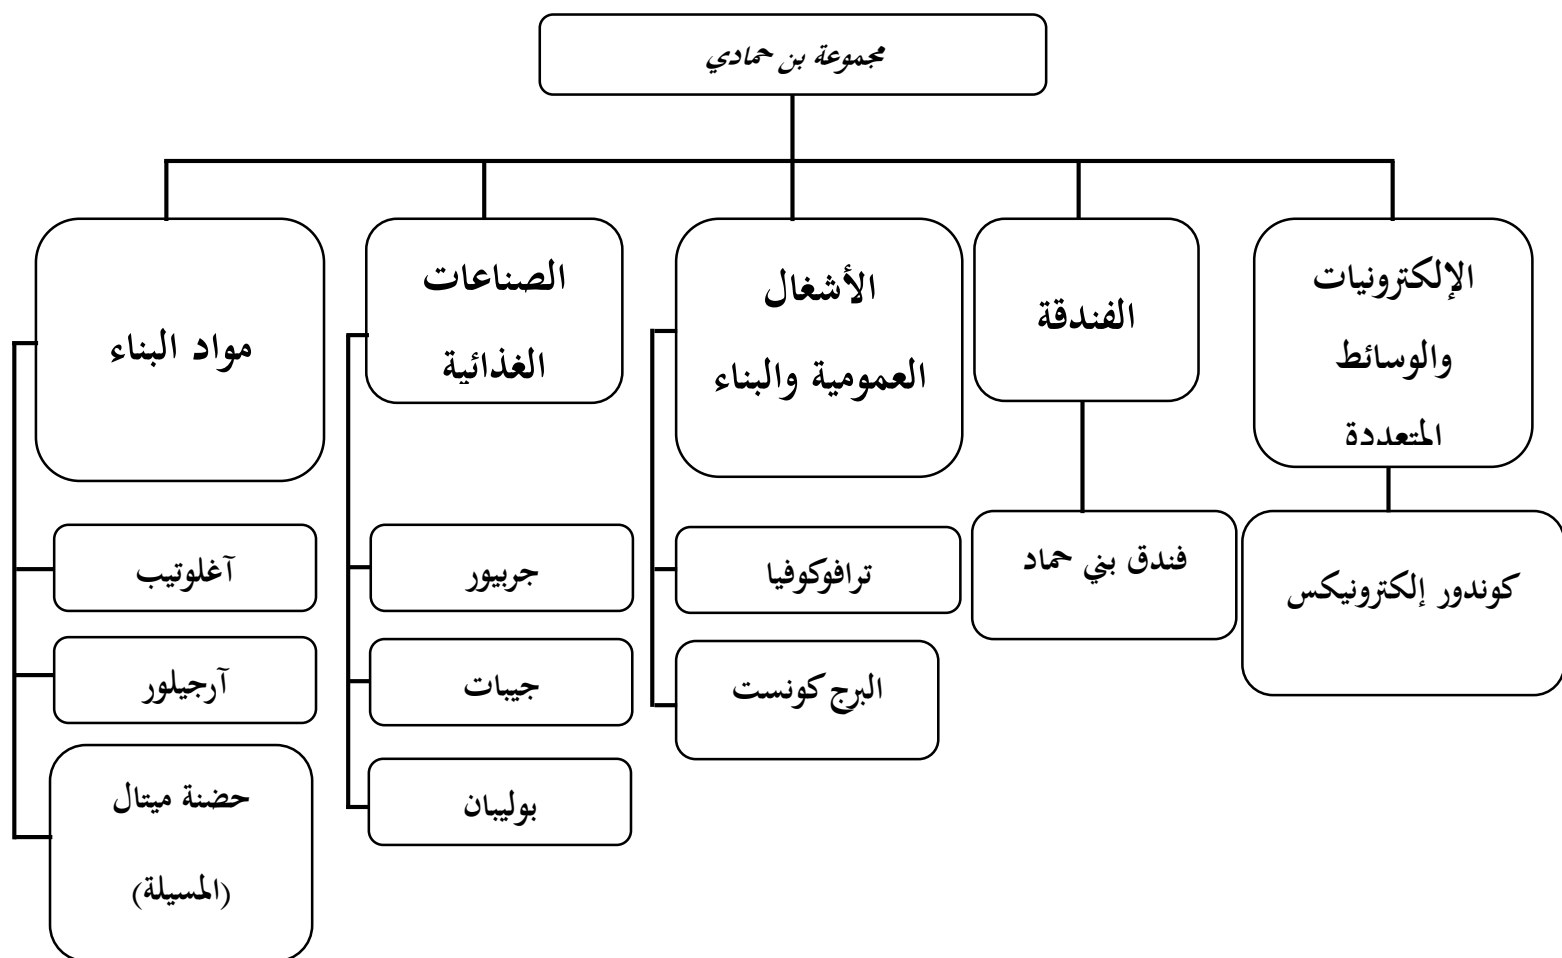 مجموعة بن حمادي
الإلكترونيات
والوسائط
المتعددة
الفندقة
الأشغال
العمومية والبناء
الصناعات
الغذائية
مواد البناء
كوندور إلكترونيكس
فندق بني حماد
ترافوكوفيا
البرج كونست
جربيور
جيبات
بوليبان
آغلوتيب
آرجيلور
حضنة ميتال
(المسيلة)